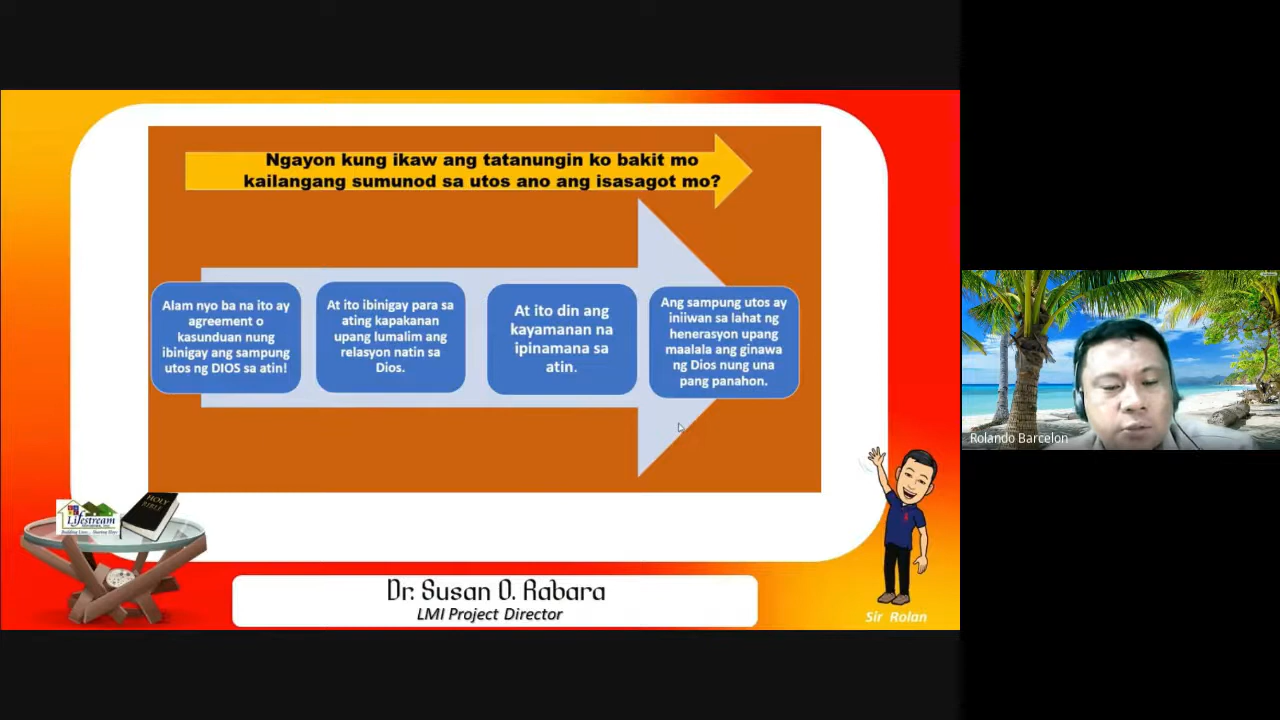 Ngayon kung ikaw ang tatanungin ko bakit mo
kailangang sumunod sa utos ano ang isasagot mo?
Alam nyo ba na ito ay
agreement o
kasunduan nung
ibinigay ang sampung
utos ng DIOS sa atin!
At ito ibinigay para sa
ating kapakanan
upang lumalim ang
relasyon natin sa
Dios.
At ito din ang
kayamanan na
ipinamana sa
atin.
Ang sampung utos ay
iniiwan sa lahat ng
henerasyon upang
maalala ang ginawa
ng Dios nung una
pang panahon.
Rolando Barcelon
HOLY
BIBLE
Lifestream
Dr. Susan O. Rabara
LMI Project Director
Sir Rolan